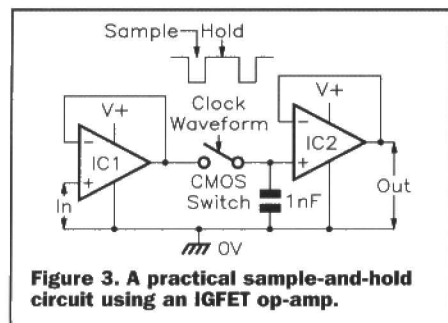 Sample Hold
V+
Clock
Waveform
V+
−
IC1
+
−
IC2
+
In
CMOS
Switch
1nF
Out
0V
Figure 3. A practical sample-and-hold
circuit using an IGFET op-amp.